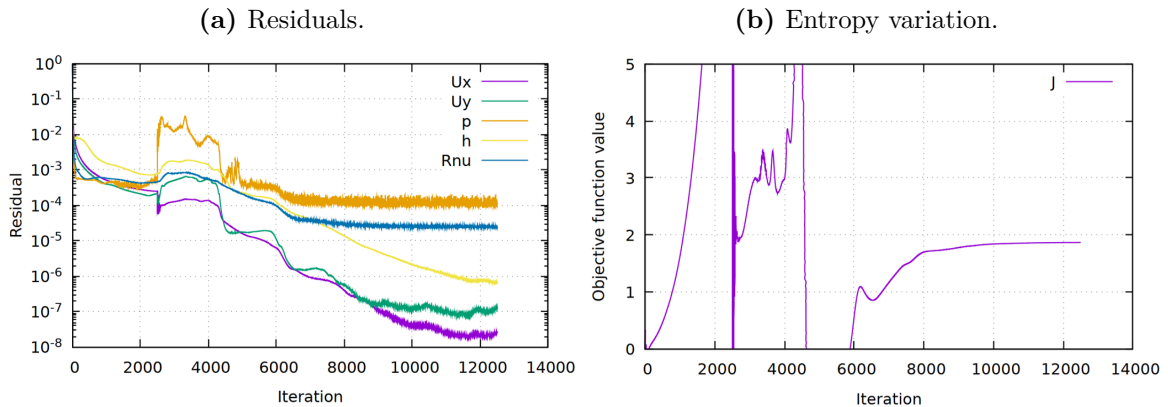 (a) Residuals.
10^0
10^-1
10^-2
10^-3
10^-4
10^-5
10^-6
10^-7
10^-8
Residual
Ux
Uy
p
h
Rnu
0 2000 4000 6000 8000 10000 12000 14000
Iteration
(b) Entropy variation.
5
4
3
2
1
0
Objective function value
J
0 2000 4000 6000 8000 10000 12000 14000
Iteration